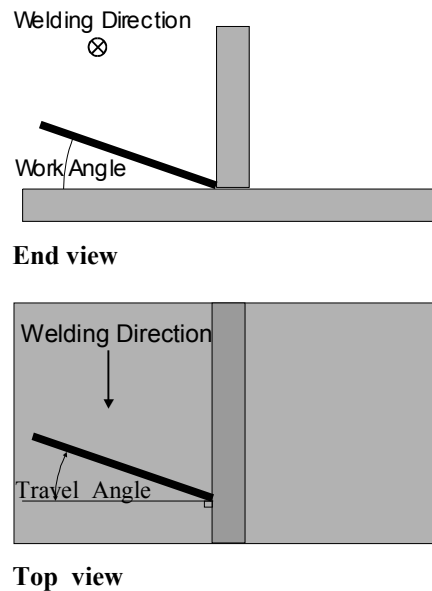 Welding Direction
Work Angle
End view
Welding Direction
Travel Angle
Top view